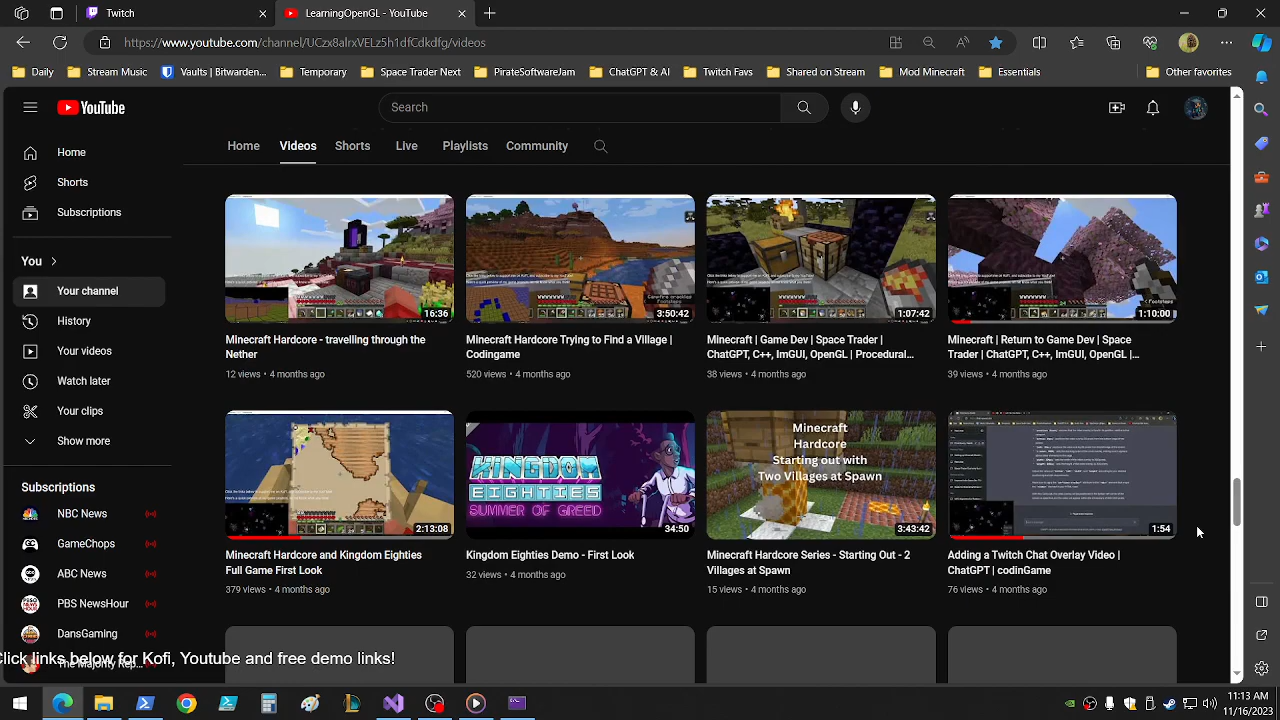 Twitch
LearningOpenGL - YouTube
https://www.youtube.com/channel/UCzx8alrxVELz5h1dfCdkdfg/videos
Daily
Stream Music
Vaults | Bitwarden...
Temporary
Space Trader Next
PirateSoftwareJam
ChatGPT & AI
Twitch Favs
Shared on Stream
Mod Minecraft
Essentials
Other favorites
YouTube
Search
Home
Videos
Shorts
Live
Playlists
Community
Home
Shorts
Subscriptions
You
Your channel
History
Your videos
Watch later
Your clips
Show more
Subscriptions
NBC News
GameChops
ABC News
PBS NewsHour
DansGaming
16:36
Minecraft Hardcore - travelling through the
Nether
12 views • 4 months ago
Campfire crackles
Footsteps
3:50:42
Minecraft Hardcore Trying to Find a Village |
Codingame
520 views • 4 months ago
1:07:42
Minecraft | Game Dev | Space Trader |
ChatGPT, C++, ImGUI, OpenGL | Procedural...
38 views • 4 months ago
Footsteps
1:10:00
Minecraft | Return to Game Dev | Space
Trader | ChatGPT, C++, ImGUI, OpenGL |...
39 views • 4 months ago
2:13:08
Minecraft Hardcore and Kingdom Eighties
Full Game First Look
379 views • 4 months ago
KINGDOM
34:50
Kingdom Eighties Demo - First Look
32 views • 4 months ago
Minecraft
Hardcore
Starting out with
2 Villages at Spawn
3:43:42
Minecraft Hardcore Series - Starting Out - 2
Villages at Spawn
15 views • 4 months ago
1:54
Adding a Twitch Chat Overlay Video |
ChatGPT | codinGame
76 views • 4 months ago
Click links below for Kofi, Youtube and free demo links!
11:13 AM
11/16/2023